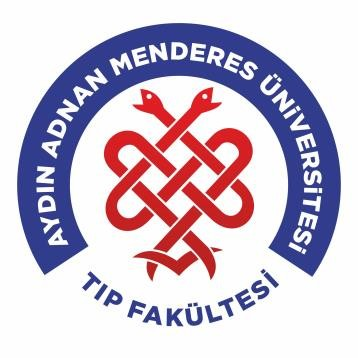 AYDIN ADNAN MENDERES ÜNİVERSİTESİ
TIP FAKÜLTESİ